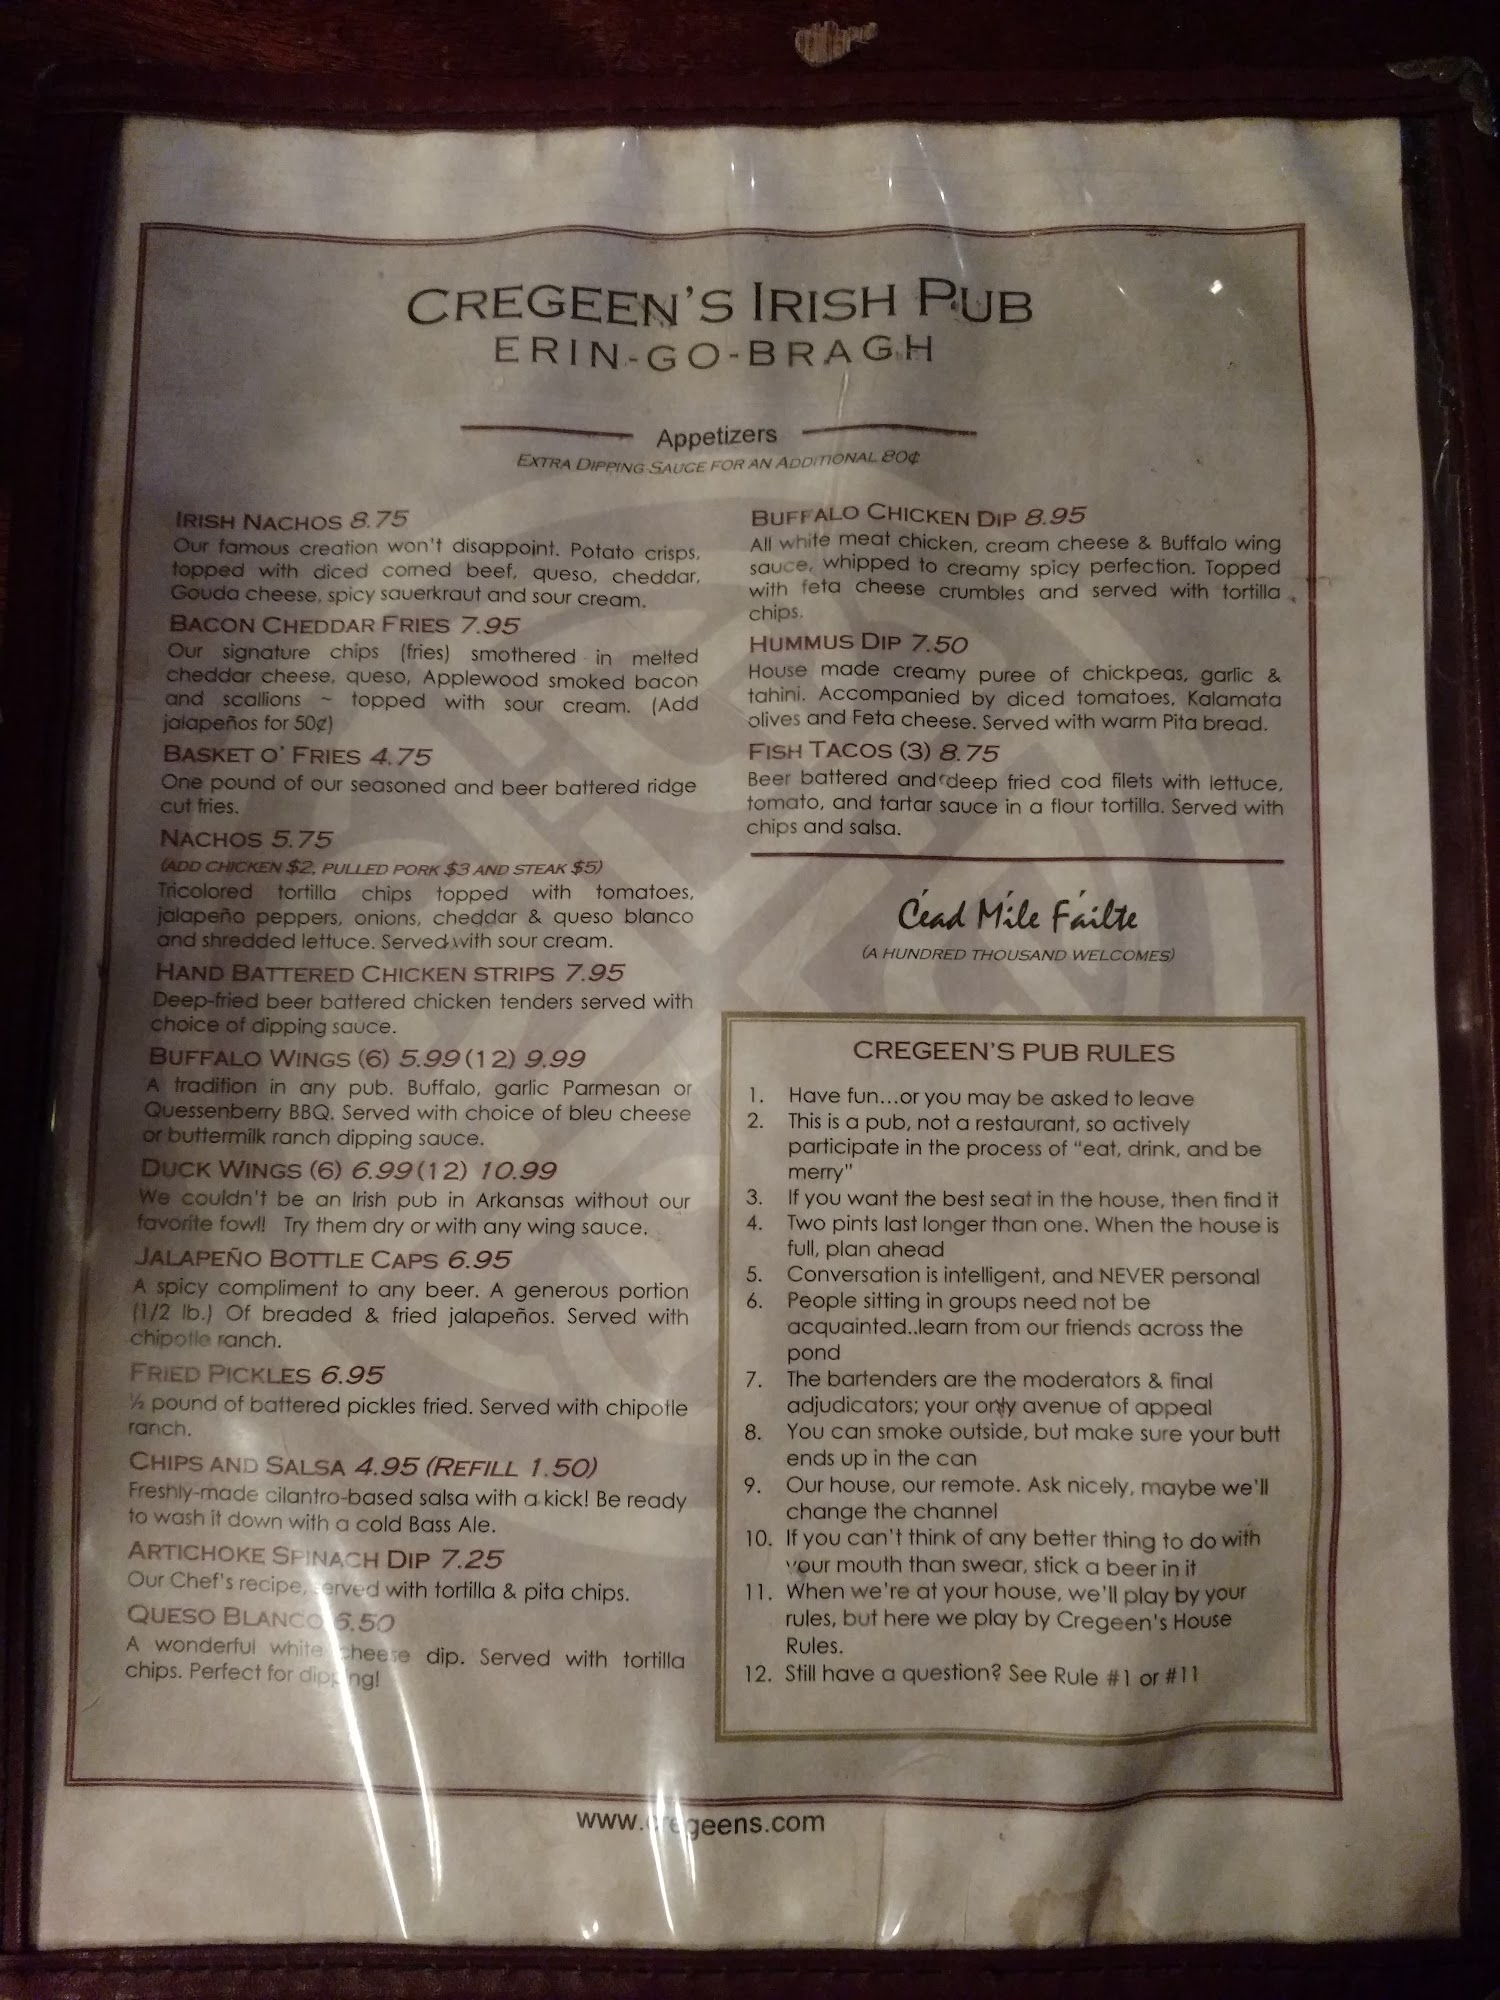 CREGEEN'S IRISH PUB
ERIN-GO-BRAGH
Appetizers
EXTRA DIPPING SAUCE FOR AN ADDITIONAL 80¢
IRISH NACHOS 8.75
Our famous creation won't disappoint. Potato crisps,
topped with diced corned beef, queso, cheddar,
Gouda cheese, spicy sauerkraut and sour cream.
BACON CHEDDAR FRIES 7.95
Our signature chips (fries) smothered in melted
cheddar cheese, queso, Applewood smoked bacon
and scallions ~ topped with sour cream. (Add
jalapeños for 50¢)
BASKET O' FRIES 4.75
One pound of our seasoned and beer battered ridge
cut fries.
NACHOS 5.75
(ADD CHICKEN $2, PULLED PORK $3 AND STEAK $5)
Tricolored tortilla chips topped with tomatoes,
jalapeño peppers, onions, cheddar & queso blanco
and shredded lettuce. Served with sour cream.
HAND BATTERED CHICKEN STRIPS 7.95
Deep-fried beer battered chicken tenders served with
choice of dipping sauce.
BUFFALO WINGS (6) 5.99 (12) 9.99
A tradition in any pub. Buffalo, garlic Parmesan or
Quessenberry BBQ. Served with choice of bleu cheese
or buttermilk ranch dipping sauce.
DUCK WINGS (6) 6.99 (12) 10.99
We couldn't be an Irish pub in Arkansas without our
favorite fowl! Try them dry or with any wing sauce.
JALAPEÑO BOTTLE CAPS 6.95
A spicy compliment to any beer. A generous portion
(1/2 lb.) Of breaded & fried jalapeños. Served with
chipotle ranch.
FRIED PICKLES 6.95
½ pound of battered pickles fried. Served with chipotle
ranch.
CHIPS AND SALSA 4.95 (REFILL 1.50)
Freshly-made cilantro-based salsa with a kick! Be ready
to wash it down with a cold Bass Ale.
ARTICHOKE SPINACH DIP 7.25
Our Chef's recipe, served with tortilla & pita chips.
QUESO BLANCO 6.50
A wonderful white cheese dip. Served with tortilla
chips. Perfect for dipping!
BUFFALO CHICKEN DIP 8.95
All white meat chicken, cream cheese & Buffalo wing
sauce, whipped to creamy spicy perfection. Topped
with feta cheese crumbles and served with tortilla
chips.
HUMMUS DIP 7.50
House made creamy puree of chickpeas, garlic &
tahini. Accompanied by diced tomatoes, Kalamata
olives and Feta cheese. Served with warm Pita bread.
FISH TACOS (3) 8.75
Beer battered and deep fried cod filets with lettuce,
tomato, and tartar sauce in a flour tortilla. Served with
chips and salsa.
Céad Míle Fáilte
(A HUNDRED THOUSAND WELCOMES)
CREGEEN'S PUB RULES
1. Have fun...or you may be asked to leave
2. This is a pub, not a restaurant, so actively
participate in the process of "eat, drink, and be
merry"
3. If you want the best seat in the house, then find it
4. Two pints last longer than one. When the house is
full, plan ahead
5. Conversation is intelligent, and NEVER personal
6. People sitting in groups need not be
acquainted..learn from our friends across the
pond
7. The bartenders are the moderators & final
adjudicators; your only avenue of appeal
8. You can smoke outside, but make sure your butt
ends up in the can
9. Our house, our remote. Ask nicely, maybe we'll
change the channel
10. If you can't think of any better thing to do with
your mouth than swear, stick a beer in it
11. When we're at your house, we'll play by your
rules, but here we play by Cregeen's House
Rules.
12. Still have a question? See Rule #1 or #11
www.cregeens.com